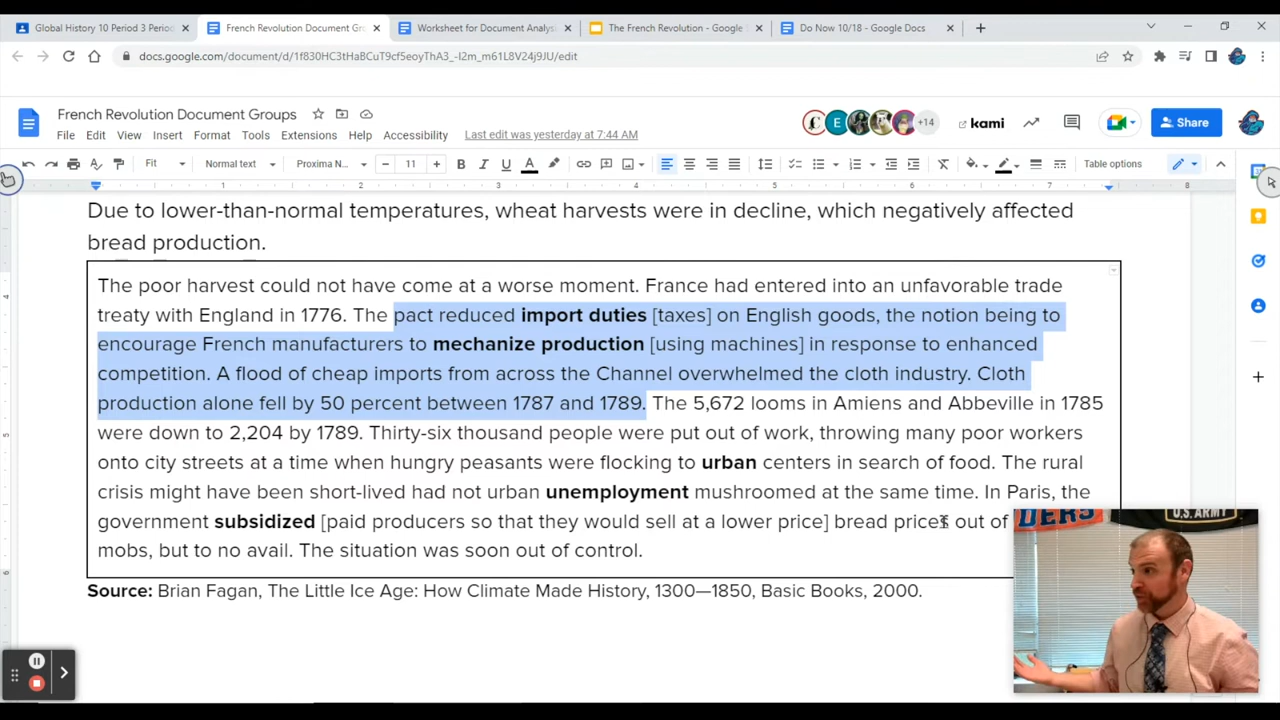 Global History 10 Period 3 Perio
French Revolution Document Gr
Worksheet for Document Analys
The French Revolution - Google
Do Now 10/18 - Google Docs
docs.google.com/document/d/1f830HC3tHaBCuT9cf5eoyThA3_-I2m_m61L8V24j9JU/edit
French Revolution Document Groups
E
+14
kami
Share
File Edit View Insert Format Tools Extensions Help Accessibility Last edit was yesterday at 7:44 AM
Fit Normal text Proxima N... 11 B I U A Table options
1 2 3 4 5 6 7 8
Due to lower-than-normal temperatures, wheat harvests were in decline, which negatively affected
bread production.
The poor harvest could not have come at a worse moment. France had entered into an unfavorable trade
treaty with England in 1776. The pact reduced import duties [taxes] on English goods, the notion being to
encourage French manufacturers to mechanize production [using machines] in response to enhanced
competition. A flood of cheap imports from across the Channel overwhelmed the cloth industry. Cloth
production alone fell by 50 percent between 1787 and 1789. The 5,672 looms in Amiens and Abbeville in 1785
were down to 2,204 by 1789. Thirty-six thousand people were put out of work, throwing many poor workers
onto city streets at a time when hungry peasants were flocking to urban centers in search of food. The rural
crisis might have been short-lived had not urban unemployment mushroomed at the same time. In Paris, the
government subsidized [paid producers so that they would sell at a lower price] bread prices out of
mobs, but to no avail. The situation was soon out of control.
Source: Brian Fagan, The Little Ice Age: How Climate Made History, 1300—1850, Basic Books, 2000.
DERS
U.S. ARMY